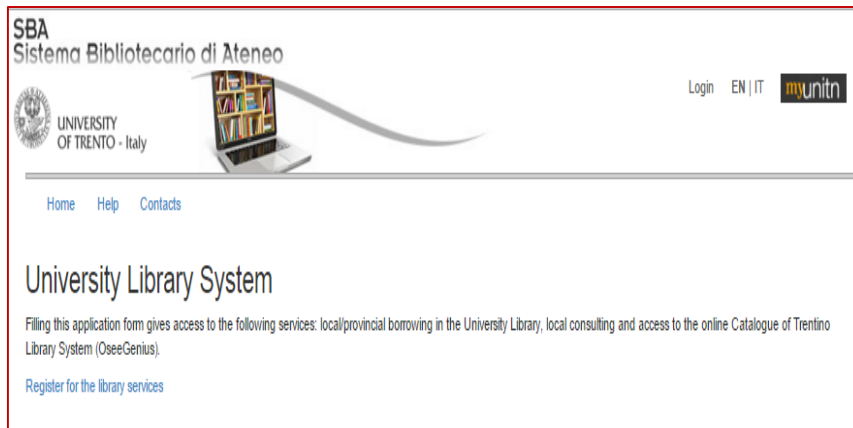 SBA
Sistema Bibliotecario di Ateneo
Login EN | IT myunitn
UNIVERSITY
OF TRENTO - Italy
Home Help Contacts
University Library System
Filling this application form gives access to the following services: local/provincial borrowing in the University Library, local consulting and access to the online Catalogue of Trentino
Library System (OseeGenius).
Register for the library services